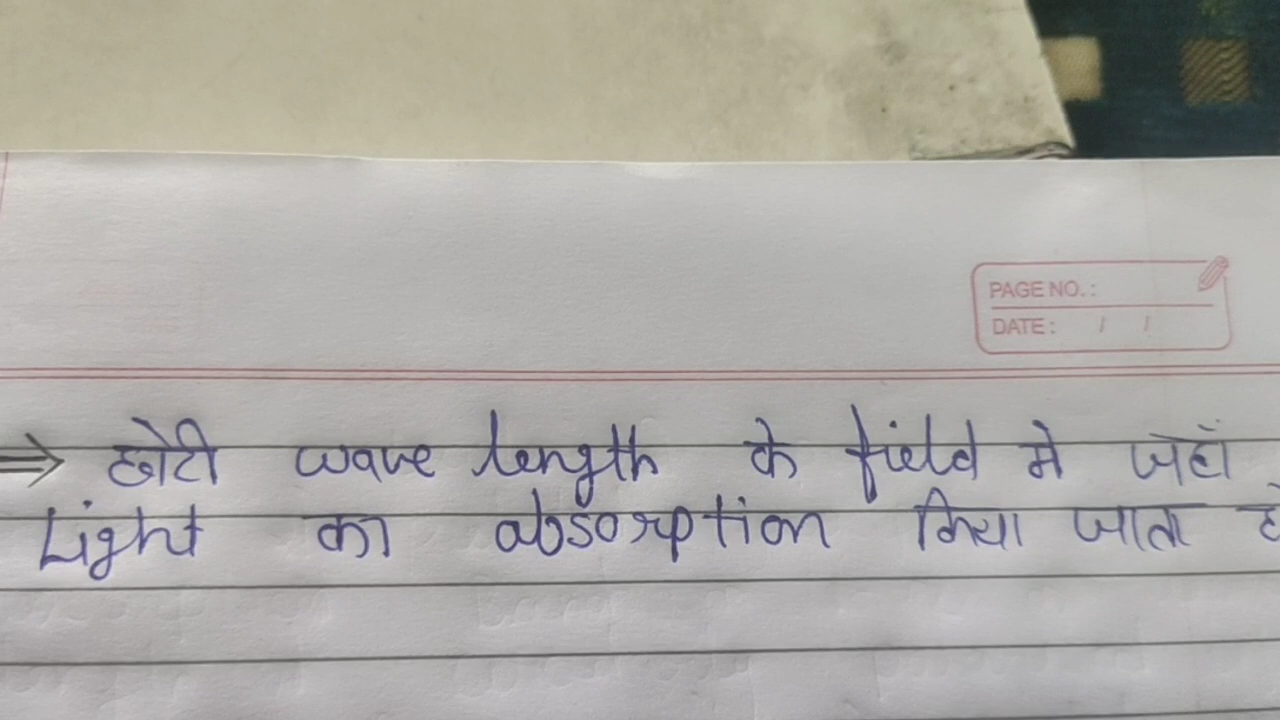 PAGE NO.:
DATE: / /
⇒ छोटी wave length के field मे जहाँ
Light का absorption किया जाता है